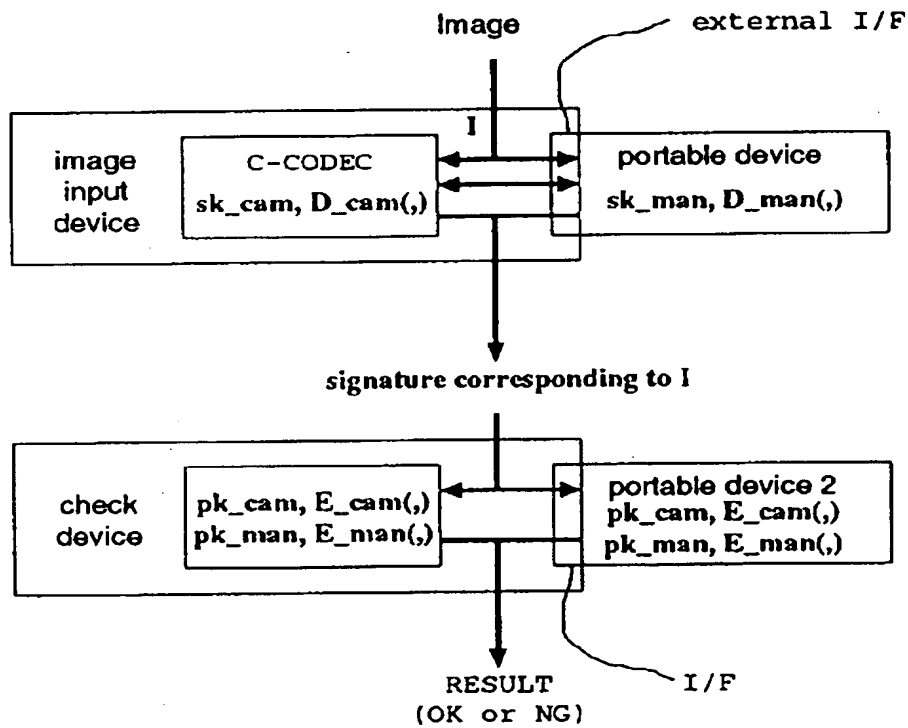 Image
external I/F
I
image
input
device
C-CODEC
sk_cam, D_cam(,)
portable device
sk_man, D_man(,)
signature corresponding to I
check
device
pk_cam, E_cam(,)
pk_man, E_man(,)
portable device 2
pk_cam, E_cam(,)
pk_man, E_man(,)
I/F
RESULT
(OK or NG)